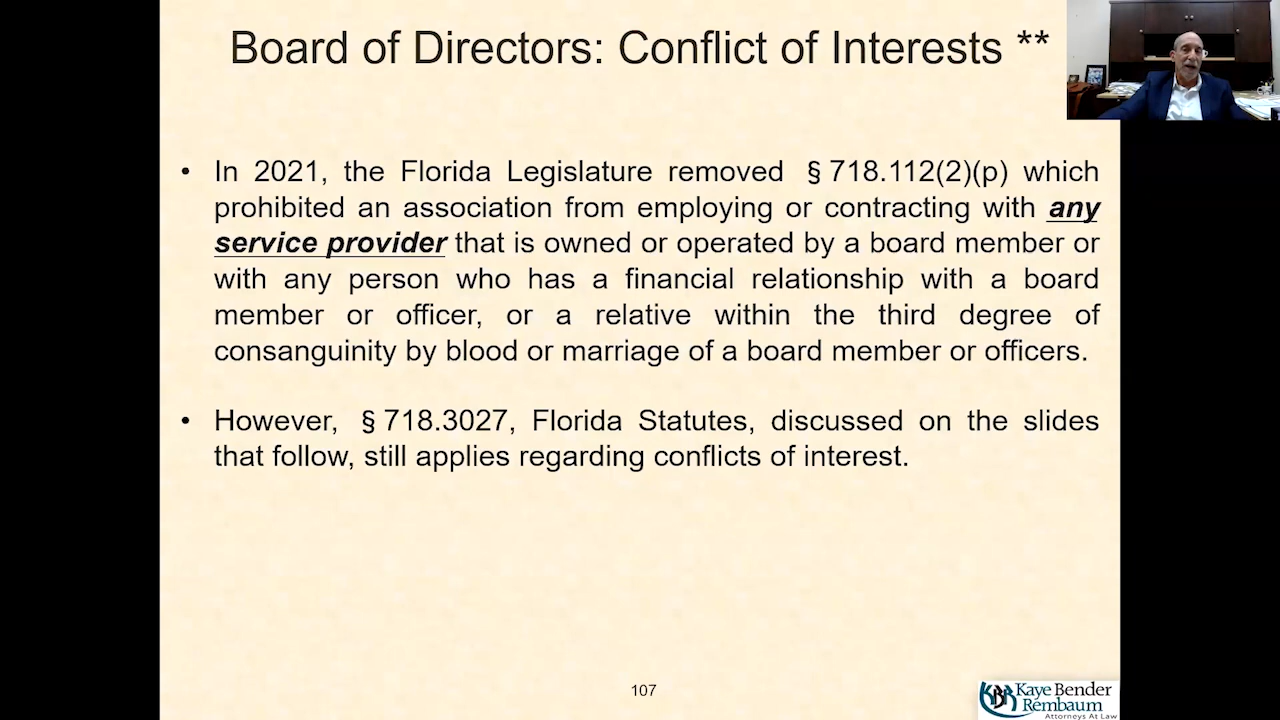 Board of Directors: Conflict of Interests **
• In 2021, the Florida Legislature removed § 718.112(2)(p) which
prohibited an association from employing or contracting with any
service provider that is owned or operated by a board member or
with any person who has a financial relationship with a board
member or officer, or a relative within the third degree of
consanguinity by blood or marriage of a board member or officers.
• However, § 718.3027, Florida Statutes, discussed on the slides
that follow, still applies regarding conflicts of interest.
107
KBR Kaye Bender
Rembaum
Attorneys At Law